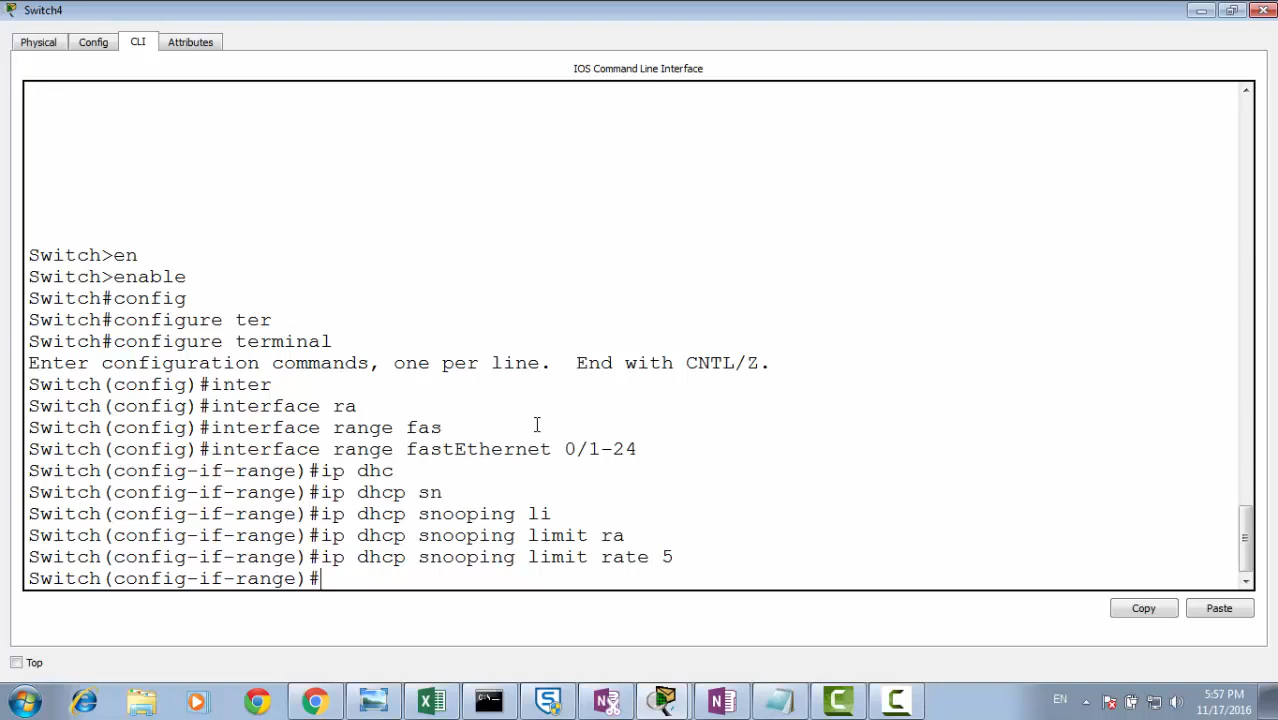 Switch4
Physical
Config
CLI
Attributes
IOS Command Line Interface
Switch>en
Switch>enable
Switch#config
Switch#configure ter
Switch#configure terminal
Enter configuration commands, one per line.  End with CNTL/Z.
Switch(config)#inter
Switch(config)#interface ra
Switch(config)#interface range fas
Switch(config)#interface range fastEthernet 0/1-24
Switch(config-if-range)#ip dhc
Switch(config-if-range)#ip dhcp sn
Switch(config-if-range)#ip dhcp snooping li
Switch(config-if-range)#ip dhcp snooping limit ra
Switch(config-if-range)#ip dhcp snooping limit rate 5
Switch(config-if-range)#
Copy
Paste
Top
EN
5:57 PM
11/17/2016